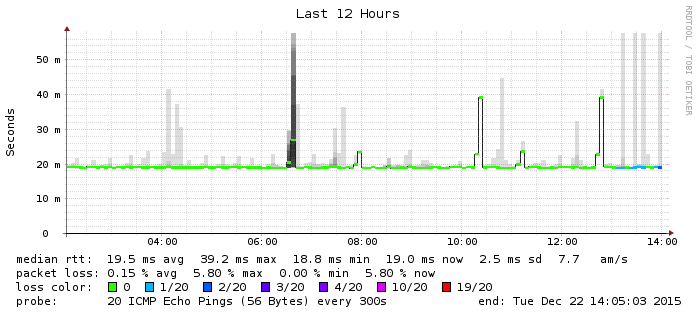 Last 12 Hours
RRDTOOL / TOBI OETIKER
Seconds
50 m
40 m
30 m
20 m
10 m
0
04:00 06:00 08:00 10:00 12:00 14:00
median rtt: 19.5 ms avg 39.2 ms max 18.8 ms min 19.0 ms now 2.5 ms sd 7.7 am/s
packet loss: 0.15 % avg 5.80 % max 0.00 % min 5.80 % now
loss color: 0 1/20 2/20 3/20 4/20 10/20 19/20
probe: 20 ICMP Echo Pings (56 Bytes) every 300s end: Tue Dec 22 14:05:03 2015